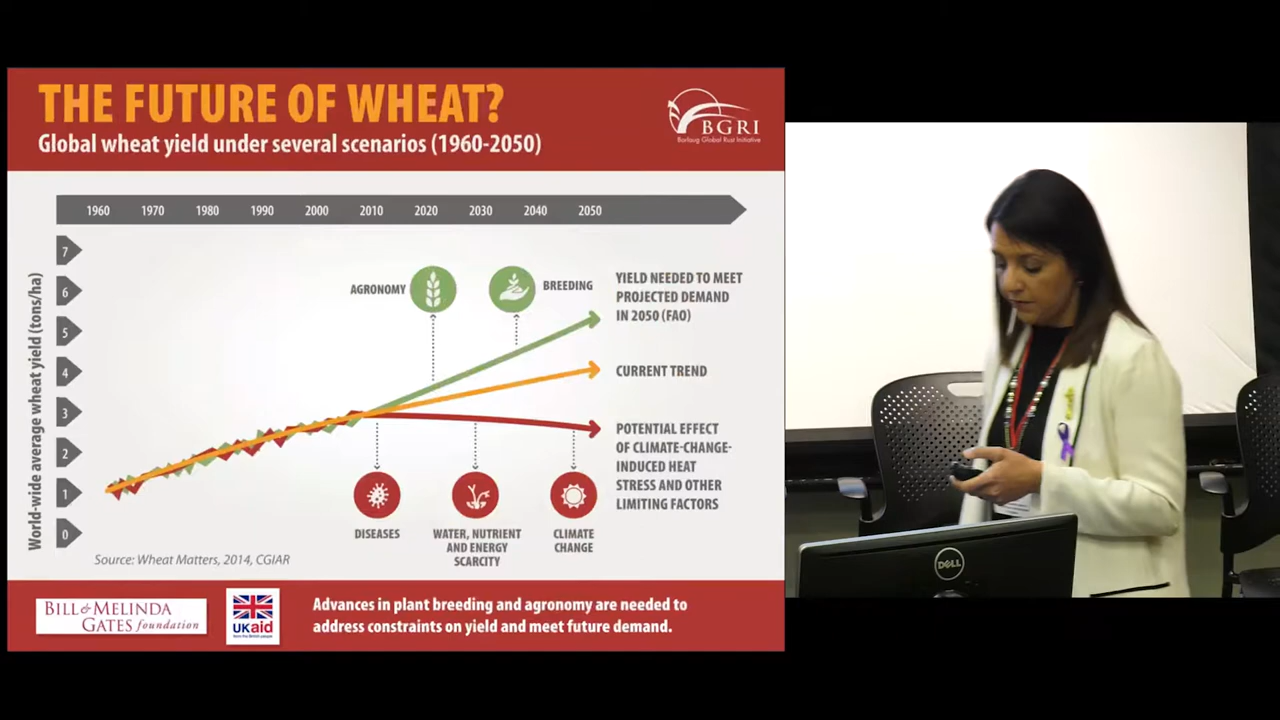 THE FUTURE OF WHEAT?
Global wheat yield under several scenarios (1960-2050)
BGRI
Borlaug Global Rust Initiative
1960 1970 1980 1990 2000 2010 2020 2030 2040 2050
World-wide average wheat yield (tons/ha)
7
6
5
4
3
2
1
0
AGRONOMY
BREEDING
YIELD NEEDED TO MEET
PROJECTED DEMAND
IN 2050 (FAO)
CURRENT TREND
POTENTIAL EFFECT
OF CLIMATE-CHANGE-
INDUCED HEAT
STRESS AND OTHER
LIMITING FACTORS
DISEASES
WATER, NUTRIENT
AND ENERGY
SCARCITY
CLIMATE
CHANGE
Source: Wheat Matters, 2014, CGIAR
BILL & MELINDA
GATES foundation
UKaid
from the British people
Advances in plant breeding and agronomy are needed to
address constraints on yield and meet future demand.
DELL